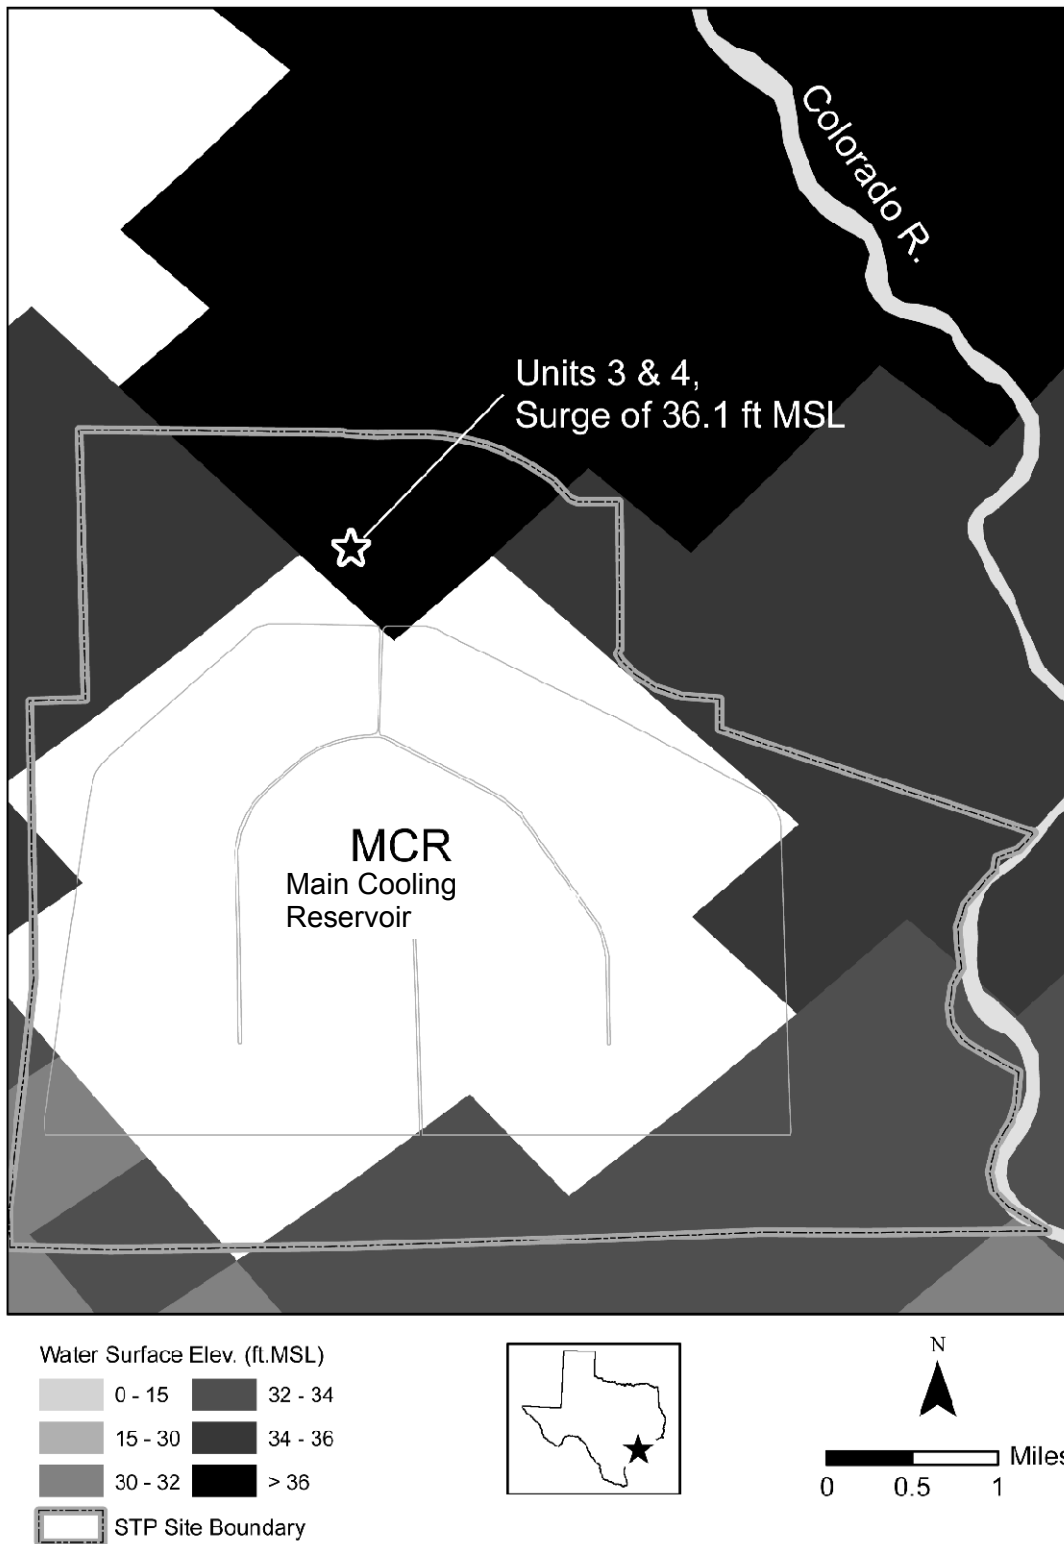 Colorado R.
Units 3 & 4,
Surge of 36.1 ft MSL
MCR
Main Cooling
Reservoir
Water Surface Elev. (ft.MSL)
0 - 15
32 - 34
15 - 30
34 - 36
30 - 32
> 36
STP Site Boundary
N
Miles
0 0.5 1